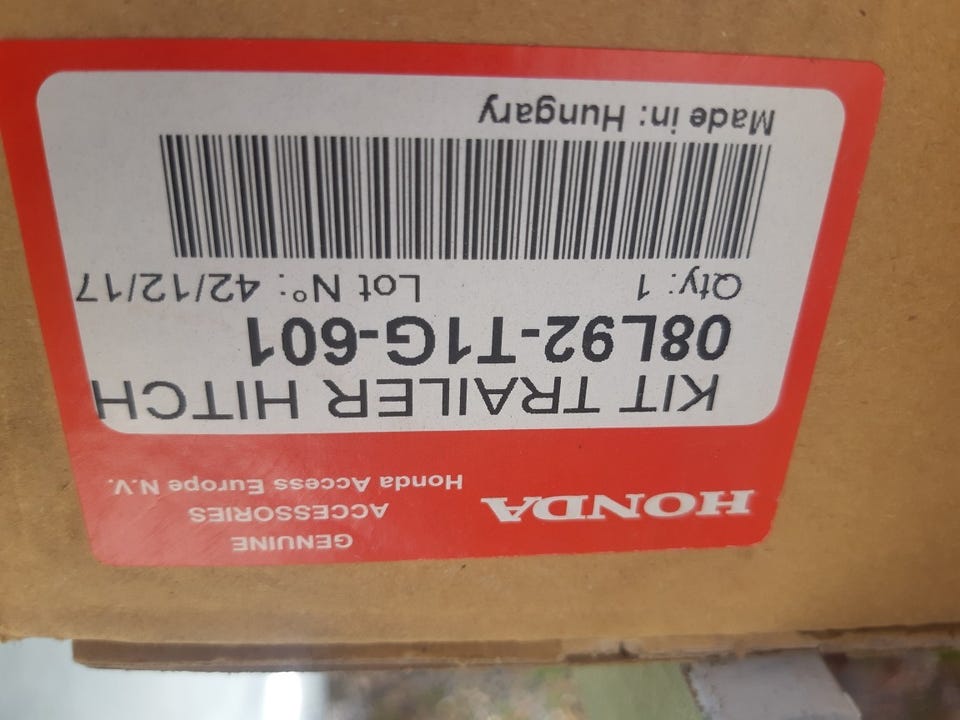 GENUINE
ACCESSORIES
HONDA Honda Access Europe N.V.
KIT TRAILER HITCH
08L92-T1G-601
Qty: 1 Lot N°: 42/12/17
Made in: Hungary